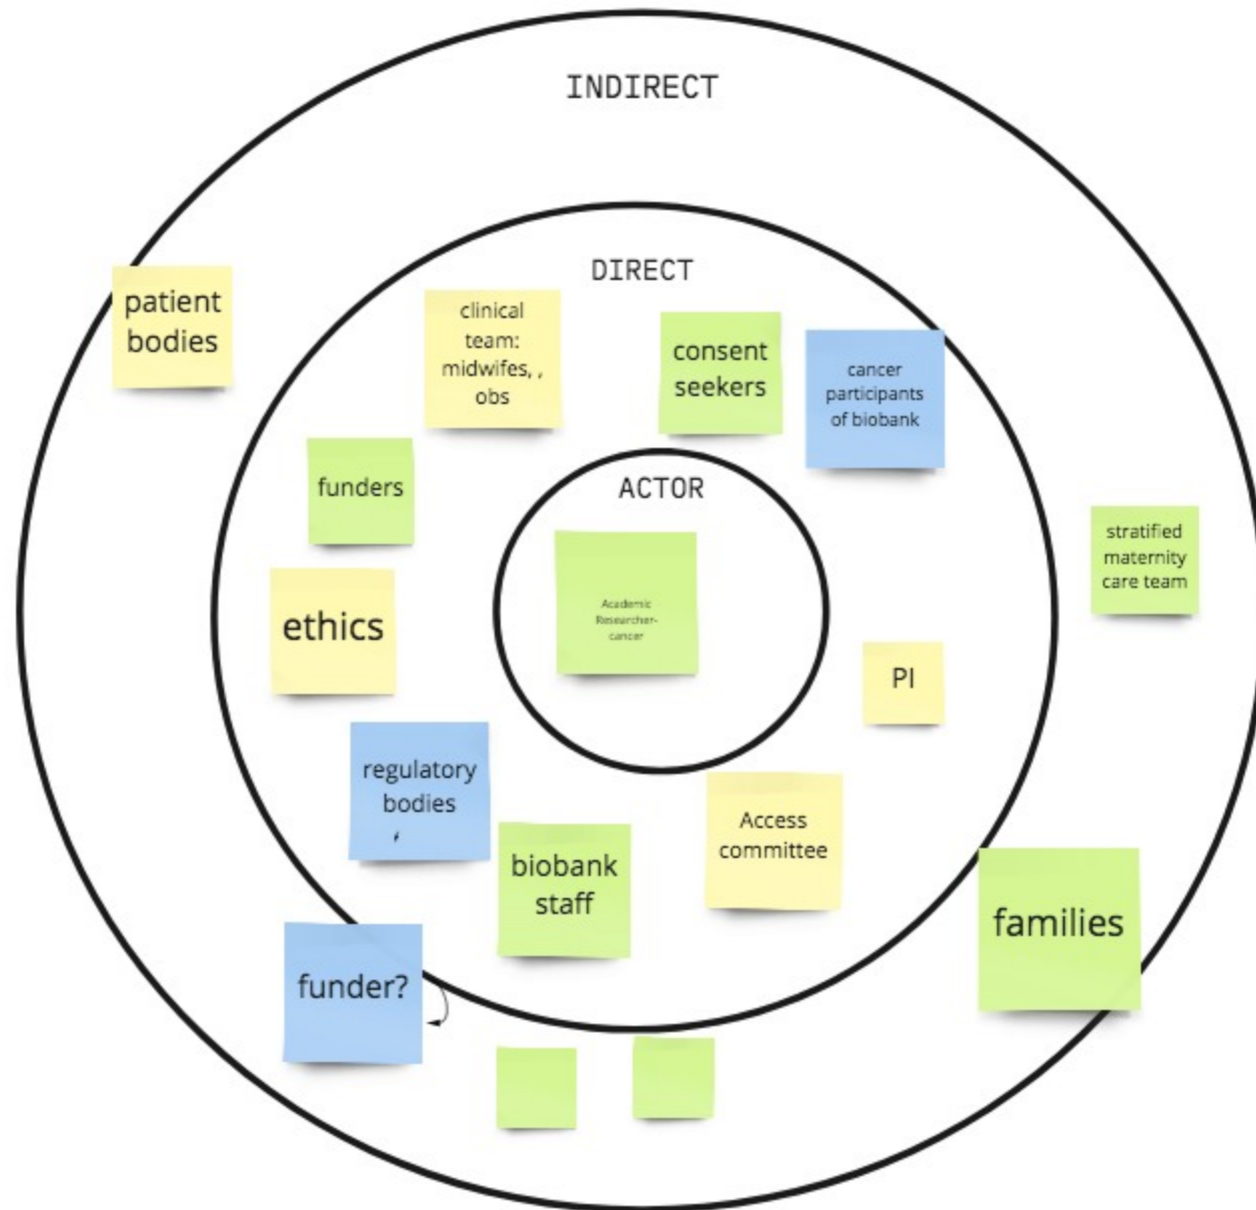 INDIRECT
DIRECT
patient
bodies
clinical
team:
midwifes, ,
obs
consent
seekers
cancer
participants
of biobank
funders
ACTOR
Academic
Researcher-
cancer
stratified
maternity
care team
ethics
PI
regulatory
bodies
Access
committee
biobank
staff
families
funder?